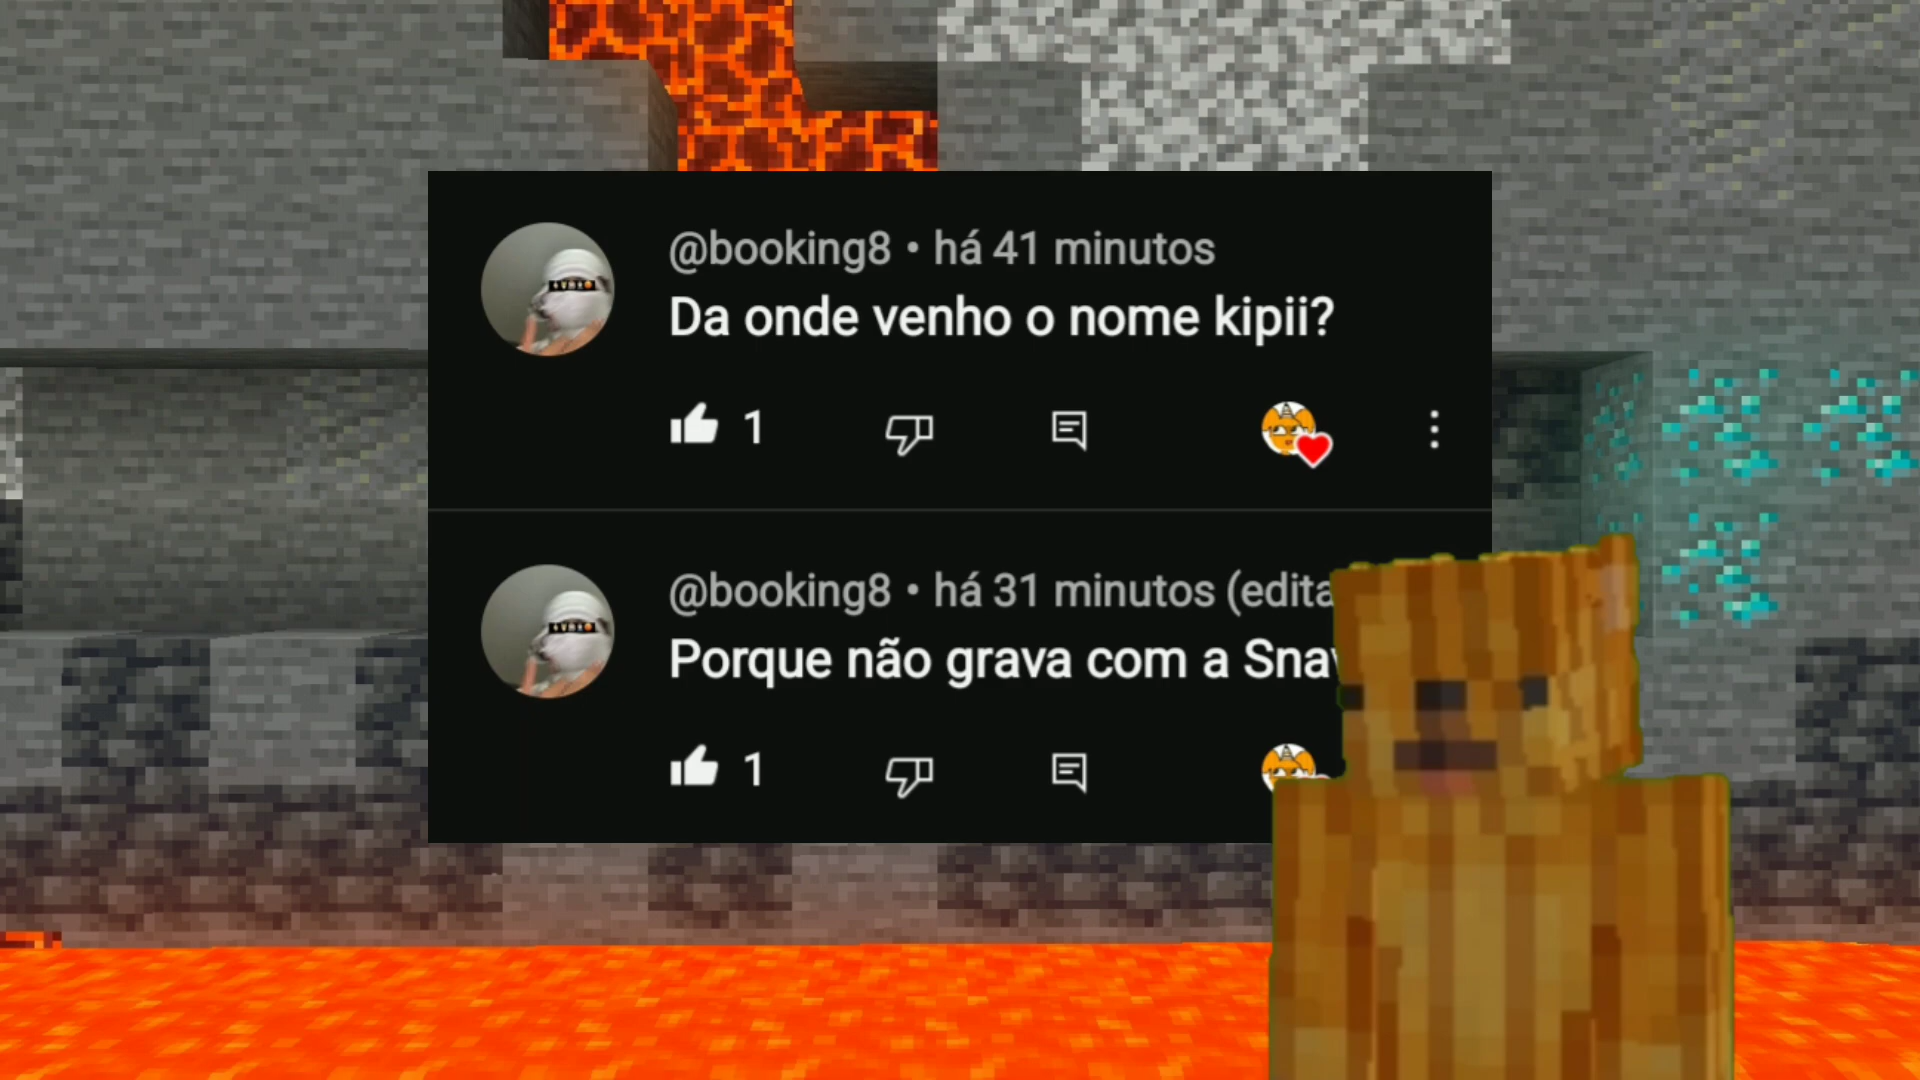 @booking8 • há 41 minutos
Da onde venho o nome kipii?
1
@booking8 • há 31 minutos (edita
Porque não grava com a Sna
1